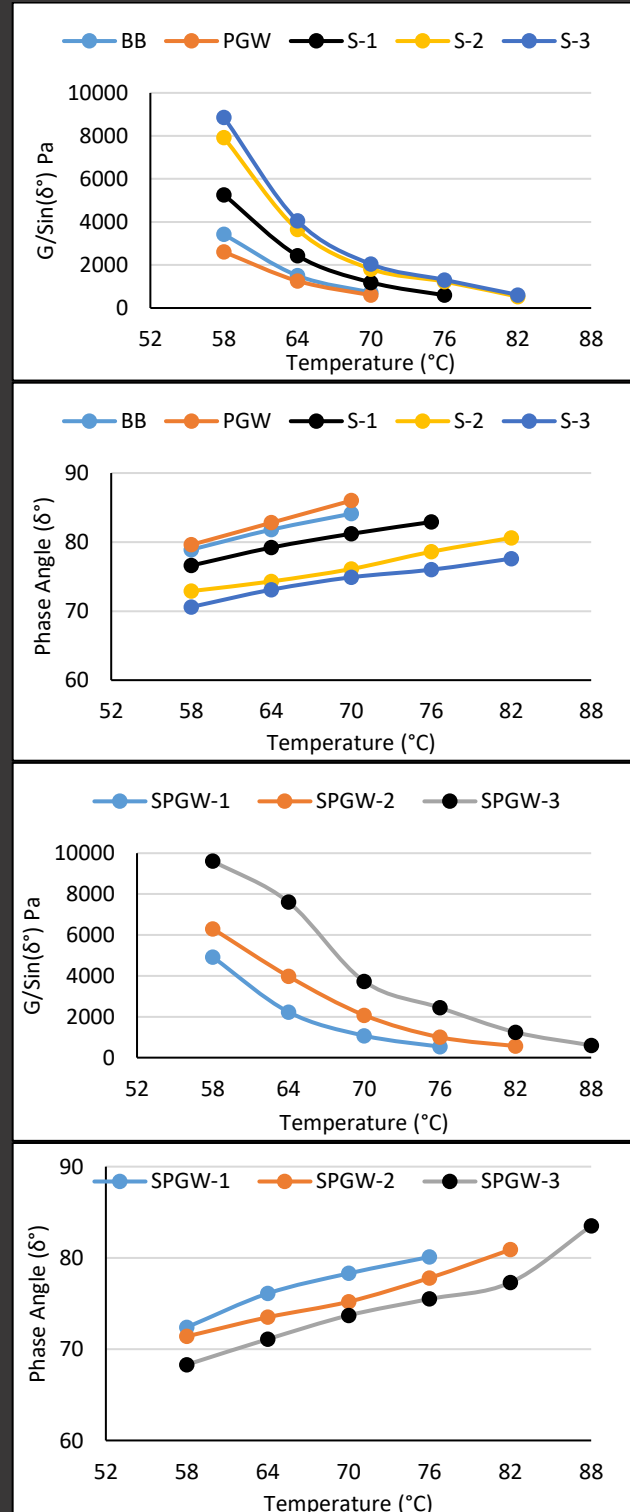 BB PGW S-1 S-2 S-3
10000
8000
6000
4000
2000
0
52 58 64 70 76 82 88
G/Sin(δ°) Pa
Temperature (°C)
BB PGW S-1 S-2 S-3
90
80
70
60
52 58 64 70 76 82 88
Phase Angle (δ°)
Temperature (°C)
SPGW-1 SPGW-2 SPGW-3
10000
8000
6000
4000
2000
0
52 58 64 70 76 82 88
G/Sin(δ°) Pa
Temperature (°C)
SPGW-1 SPGW-2 SPGW-3
90
80
70
60
52 58 64 70 76 82 88
Phase Angle (δ°)
Temperature (°C)